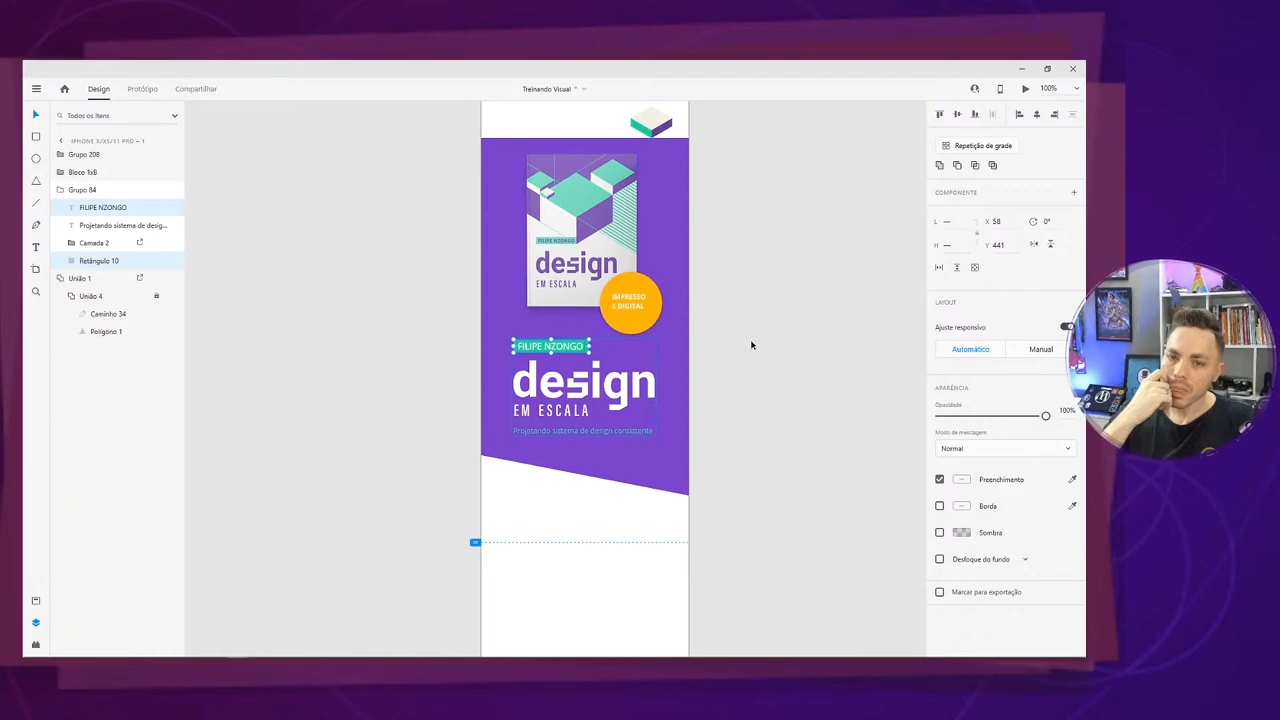 Design
Protótipo
Compartilhar
Treinando Visual *
100%
Todos os Itens
IPHONE X/XS/11 PRO – 1
Grupo 208
Bloco 1xB
Grupo 84
T FILIPE NZONGO
T Projetando sistema de desig...
Camada 2
Retângulo 10
União 1
União 4
Caminho 34
Polígono 1
FILIPE NZONGO
design
EM ESCALA
IMPRESSO
E DIGITAL
FILIPE NZONGO
design
EM ESCALA
Projetando sistema de design consistente
Repetição de grade
COMPONENTE
L — X 58 0°
H — Y 441
LAYOUT
Ajuste responsivo
Automático Manual
APARÊNCIA
Opacidade
100%
Modo de mesclagem
Normal
Preenchimento
Borda
Sombra
Desfoque do fundo
Marcar para exportação